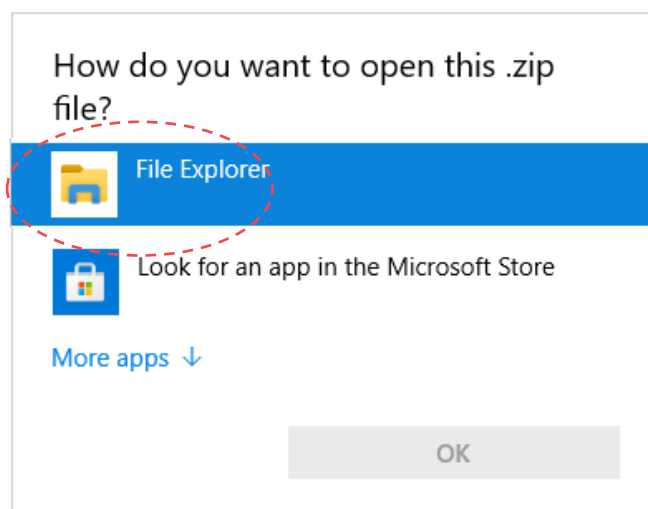 How do you want to open this .zip
file?
File Explorer
Look for an app in the Microsoft Store
More apps ↓
OK